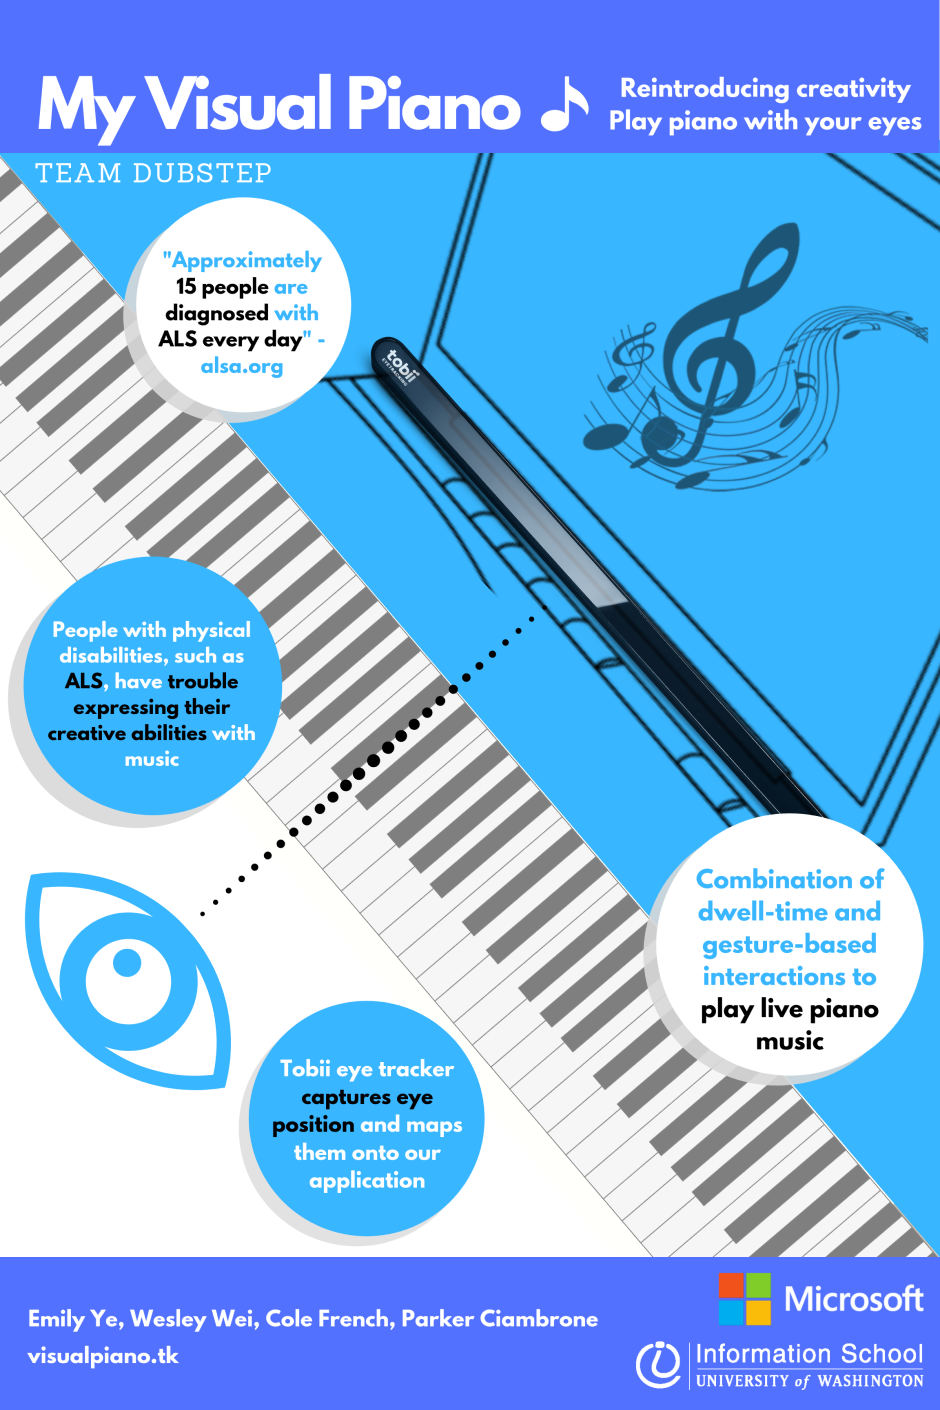 My Visual Piano
Reintroducing creativity
Play piano with your eyes
TEAM DUBSTEP
"Approximately
15 people are
diagnosed with
ALS every day" -
alsa.org
tobii
EYETRACKING
People with physical
disabilities, such as
ALS, have trouble
expressing their
creative abilities with
music
Combination of
dwell-time and
gesture-based
interactions to
play live piano
music
Tobii eye tracker
captures eye
position and maps
them onto our
application
Emily Ye, Wesley Wei, Cole French, Parker Ciambrone
visualpiano.tk
Microsoft
Information School
UNIVERSITY of WASHINGTON